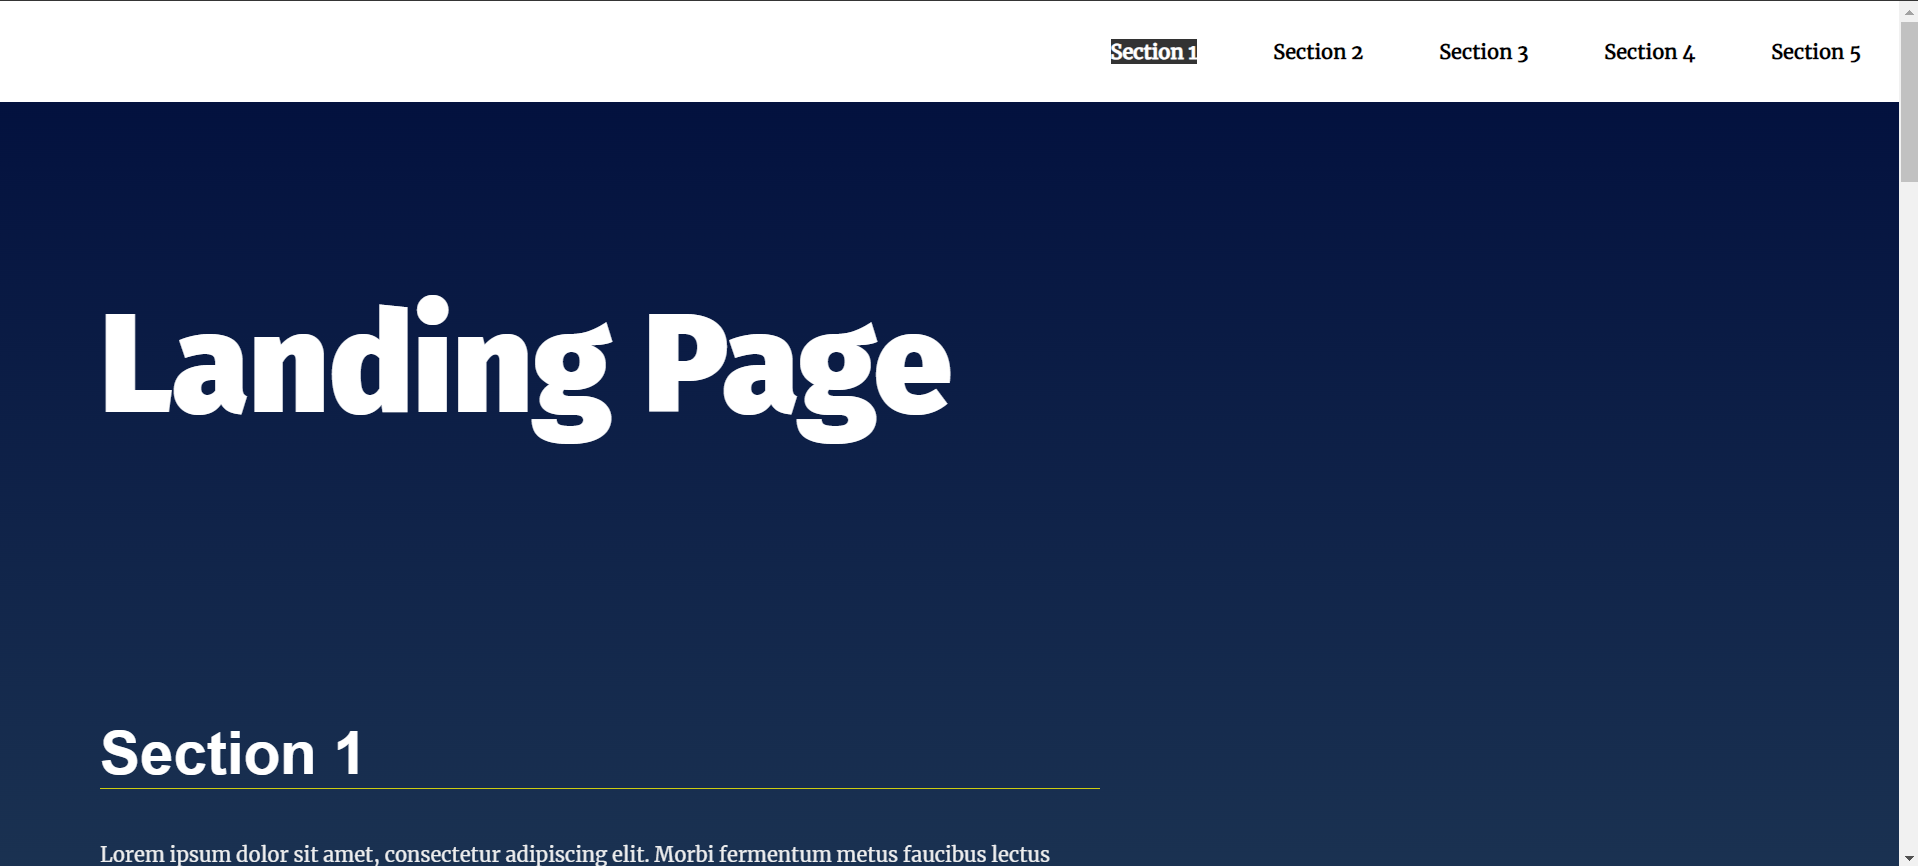 Section 1 Section 2 Section 3 Section 4 Section 5
Landing Page
Section 1
Lorem ipsum dolor sit amet, consectetur adipiscing elit. Morbi fermentum metus faucibus lectus